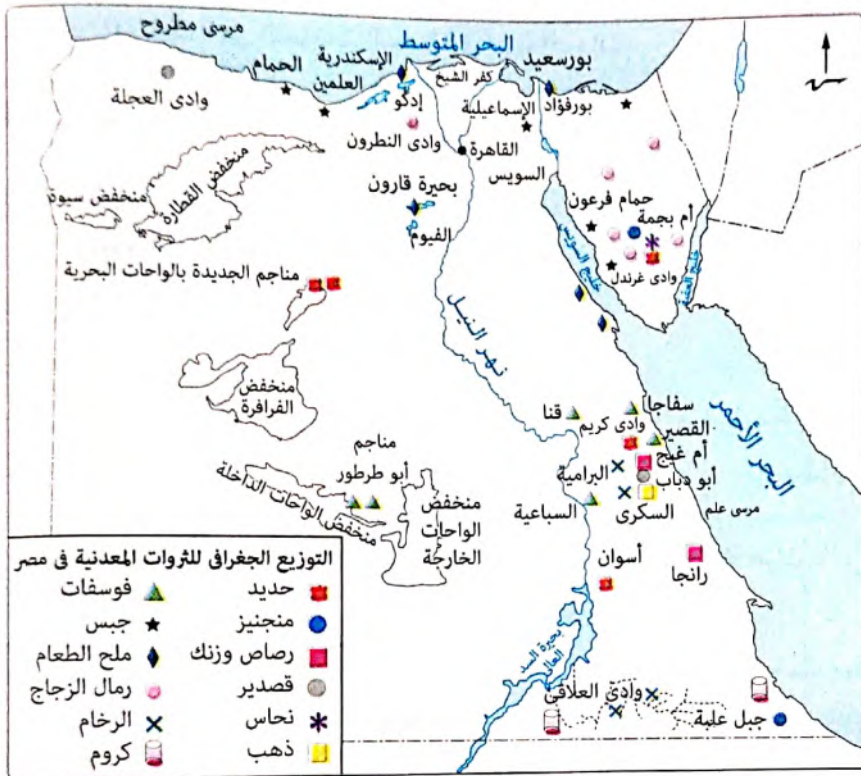 مرسى مطروح
البحر المتوسط
الحمام
العلمين
الإسكندرية
إدكو
كفر الشيخ
بورسعيد
بورفؤاد
وادى العجلة
الإسماعيلية
وادى النطرون
القاهرة
السويس
منخفض القطارة
منخفض سيوة
بحيرة قارون
الفيوم
حمام فرعون
أم بجمة
وادى غرندل
خليج السويس
خليج العقبة
مناجم الجديدة بالواحات البحرية
نهر النيل
منخفض
الفرافرة
البحر الأحمر
سفاجا
قنا
وادى كريم
القصير
أم غيج
البرامية
أبو دباب
مناجم
أبو طرطور
منخفض الواحات الداخلة
منخفض
الواحات
الخارجة
السباعية
السكرى
مرسى علم
أسوان
رانجا
بحيرة السد
العالى
وادى العلاقى
جبل علبة
التوزيع الجغرافى للثروات المعدنية فى مصر
حديد
فوسفات
منجنيز
جبس
رصاص وزنك
ملح الطعام
قصدير
رمال الزجاج
نحاس
الرخام
ذهب
كروم